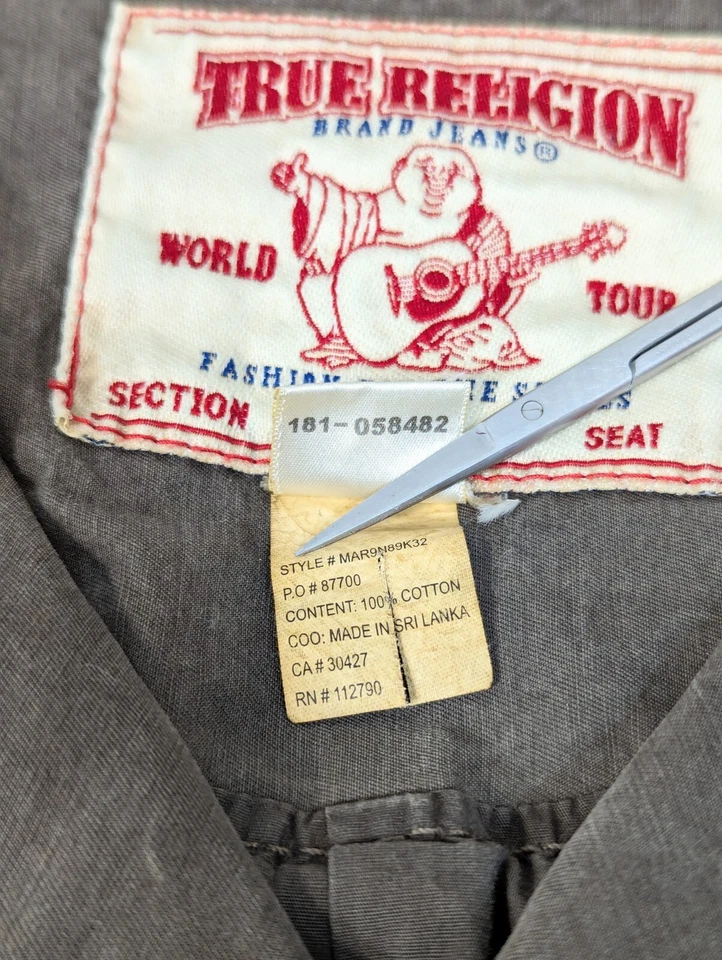 TRUE RELIGION
BRAND JEANS®
WORLD TOUR
SECTION SEAT
181-058482
STYLE # MAR9N89K32
P.O # 87700
CONTENT: 100% COTTON
COO: MADE IN SRI LANKA
CA # 30427
RN # 112790